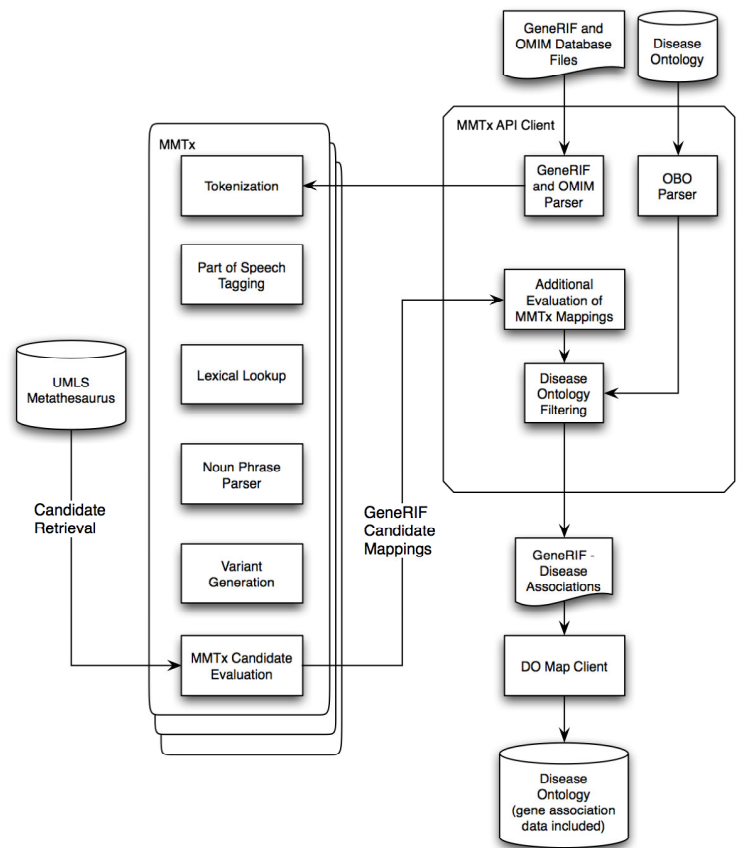 GeneRIF and
OMIM Database
Files
Disease
Ontology
MMTx API Client
MMTx
Tokenization
GeneRIF
and OMIM
Parser
OBO
Parser
Part of Speech
Tagging
Additional
Evaluation of
MMTx Mappings
UMLS
Metathesaurus
Lexical Lookup
Disease
Ontology
Filtering
Noun Phrase
Parser
Candidate
Retrieval
GeneRIF
Candidate
Mappings
Variant
Generation
GeneRIF -
Disease
Associations
MMTx Candidate
Evaluation
DO Map Client
Disease
Ontology
(gene association
data included)